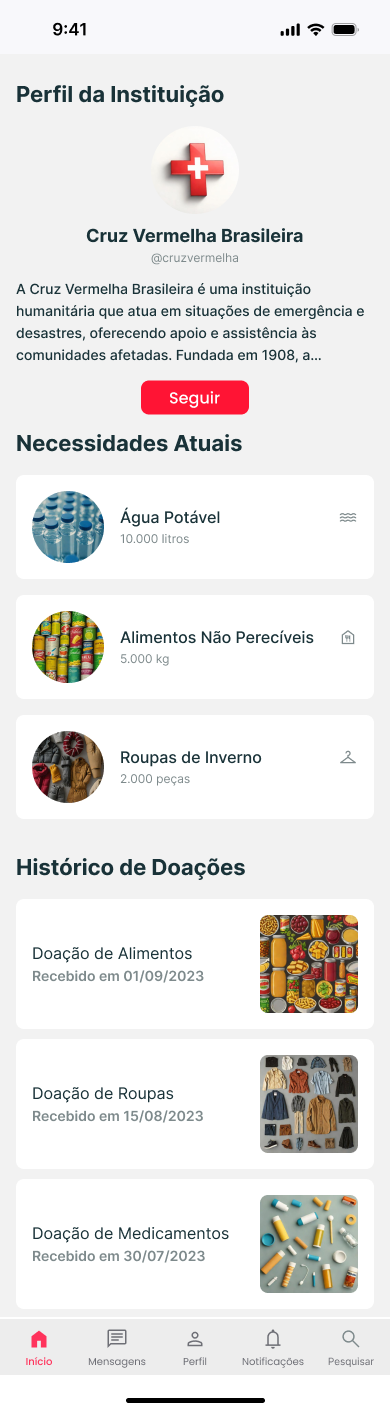 9:41
Perfil da Instituição
Cruz Vermelha Brasileira
@cruzvermelha
A Cruz Vermelha Brasileira é uma instituição
humanitária que atua em situações de emergência e
desastres, oferecendo apoio e assistência às
comunidades afetadas. Fundada em 1908, a...
Seguir
Necessidades Atuais
Água Potável
10.000 litros
Alimentos Não Perecíveis
5.000 kg
Roupas de Inverno
2.000 peças
Histórico de Doações
Doação de Alimentos
Recebido em 01/09/2023
Doação de Roupas
Recebido em 15/08/2023
Doação de Medicamentos
Recebido em 30/07/2023
Início Mensagens Perfil Notificações Pesquisar